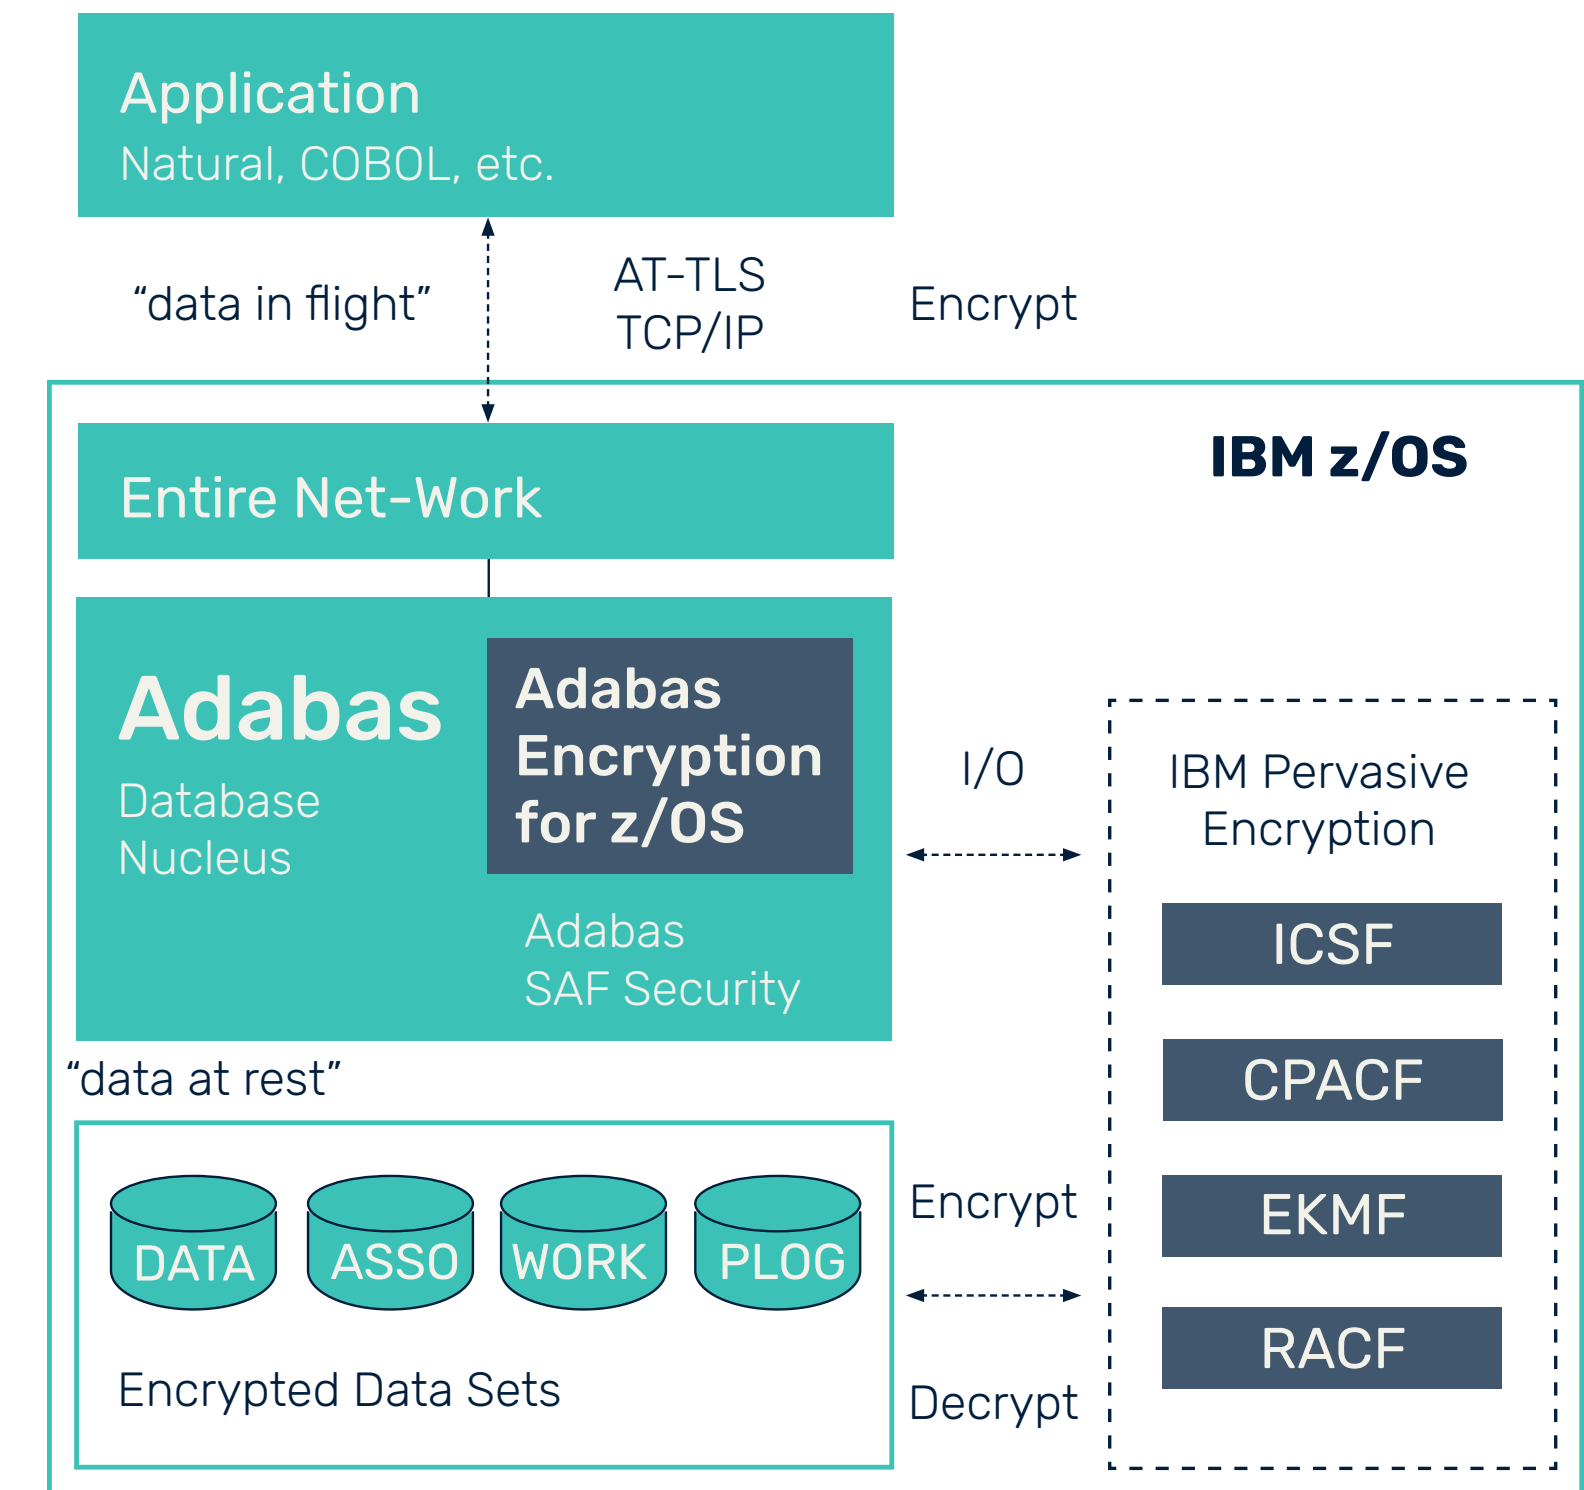 Application
Natural, COBOL, etc.
“data in flight”
AT-TLS
TCP/IP
Encrypt
IBM z/OS
Entire Net-Work
Adabas
Database
Nucleus
Adabas
Encryption
for z/OS
Adabas
SAF Security
I/O
IBM Pervasive
Encryption
ICSF
CPACF
EKMF
RACF
“data at rest”
DATA
ASSO
WORK
PLOG
Encrypted Data Sets
Encrypt
Decrypt